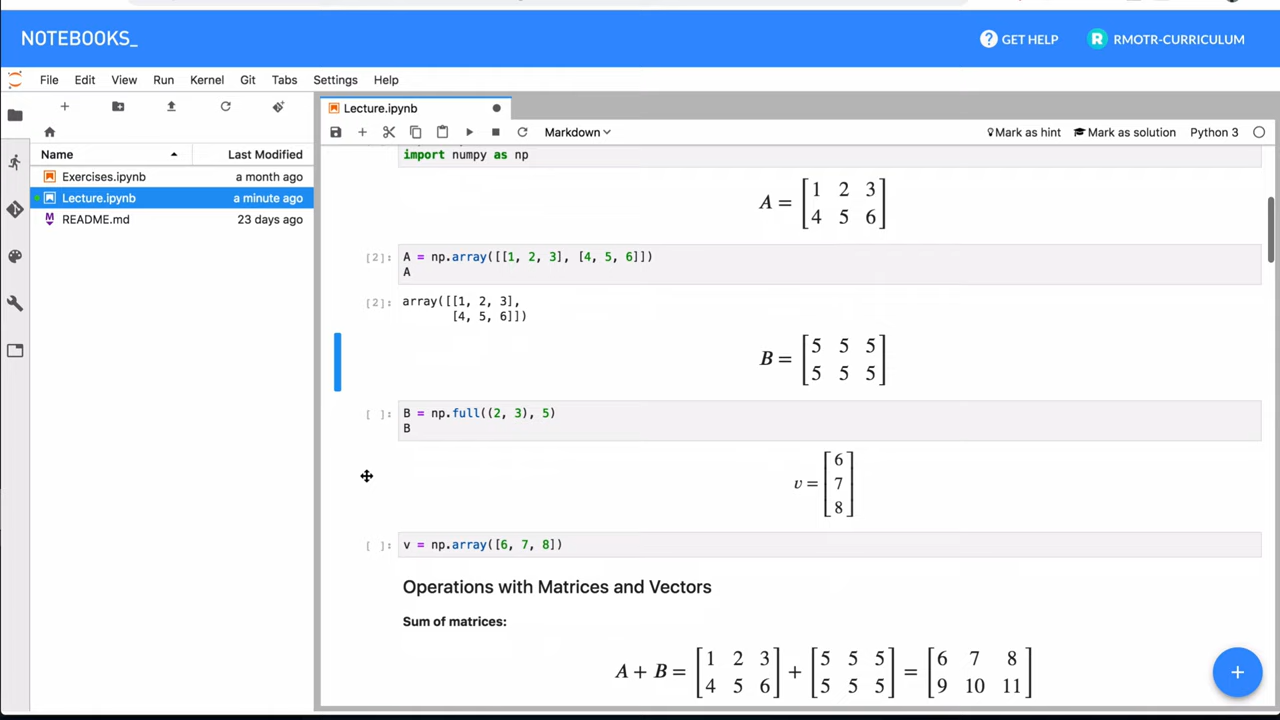 NOTEBOOKS_
GET HELP
R RMOTR-CURRICULUM
File Edit View Run Kernel Git Tabs Settings Help
Lecture.ipynb
Markdown
Mark as hint
Mark as solution
Python 3
Name Last Modified
Exercises.ipynb a month ago
Lecture.ipynb a minute ago
README.md 23 days ago
import numpy as np
A = [1 2 3
4 5 6]
[2]: A = np.array([[1, 2, 3], [4, 5, 6]])
A
[2]: array([[1, 2, 3],
[4, 5, 6]])
B = [5 5 5
5 5 5]
[ ]: B = np.full((2, 3), 5)
B
v = [6
7
8]
[ ]: v = np.array([6, 7, 8])
Operations with Matrices and Vectors
Sum of matrices:
A + B = [1 2 3
4 5 6] + [5 5 5
5 5 5] = [6 7 8
9 10 11]